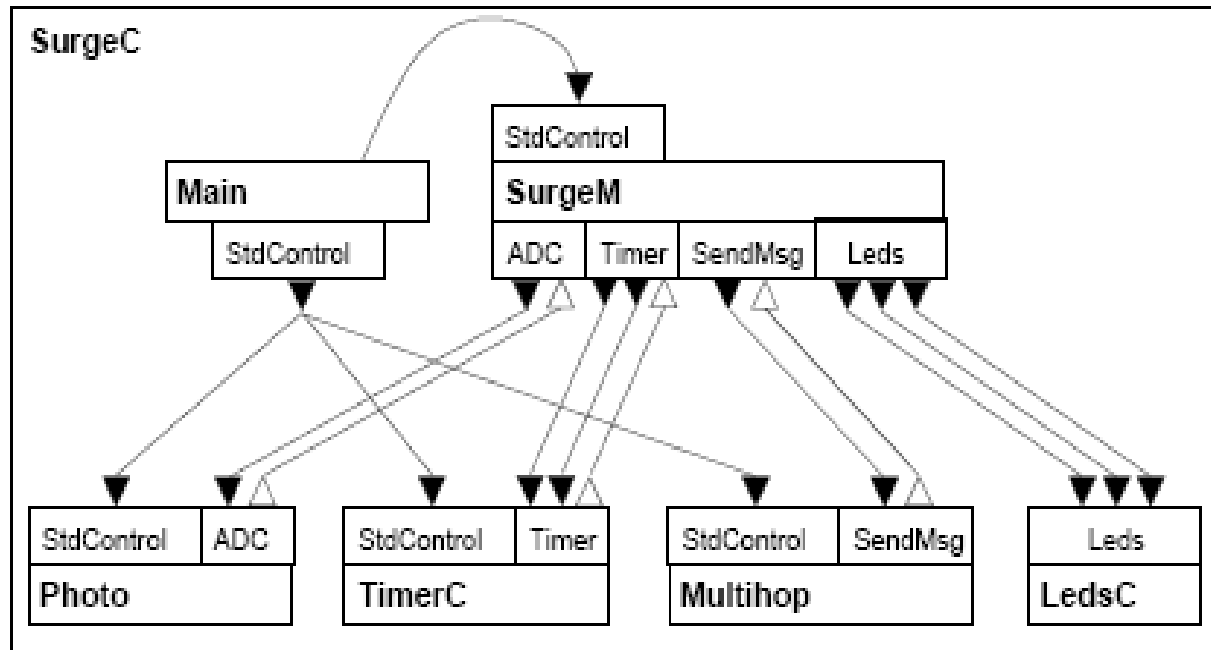 SurgeC
StdControl
Main
SurgeM
StdControl
ADC
Timer
SendMsg
Leds
StdControl
ADC
StdControl
Timer
StdControl
SendMsg
Leds
Photo
TimerC
Multihop
LedsC